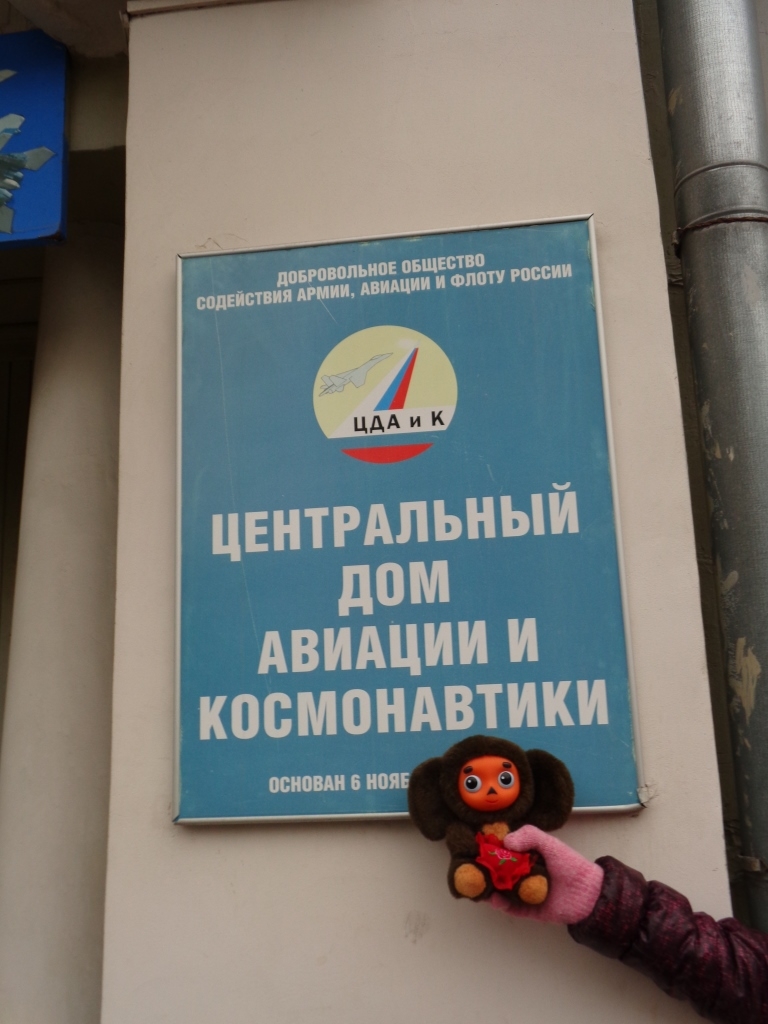 ДОБРОВОЛЬНОЕ ОБЩЕСТВО
СОДЕЙСТВИЯ АРМИИ, АВИАЦИИ И ФЛОТУ РОССИИ
ЦДА и К
ЦЕНТРАЛЬНЫЙ
ДОМ
АВИАЦИИ И
КОСМОНАВТИКИ
ОСНОВАН 6